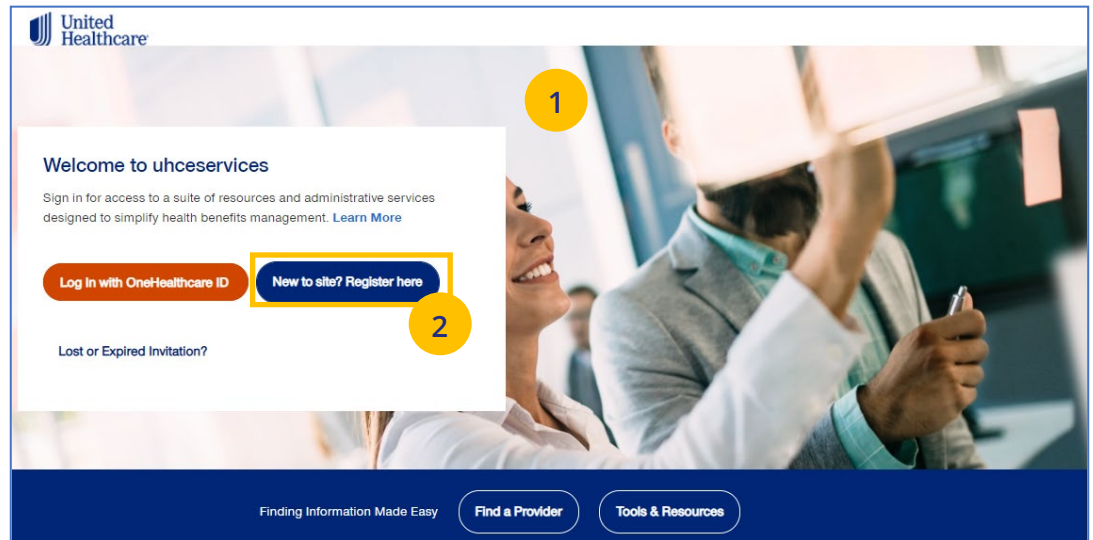 United
Healthcare
1
Welcome to uhceservices
Sign in for access to a suite of resources and administrative services
designed to simplify health benefits management. Learn More
Log In with OneHealthcare ID
New to site? Register here
2
Lost or Expired Invitation?
Finding Information Made Easy
Find a Provider
Tools & Resources